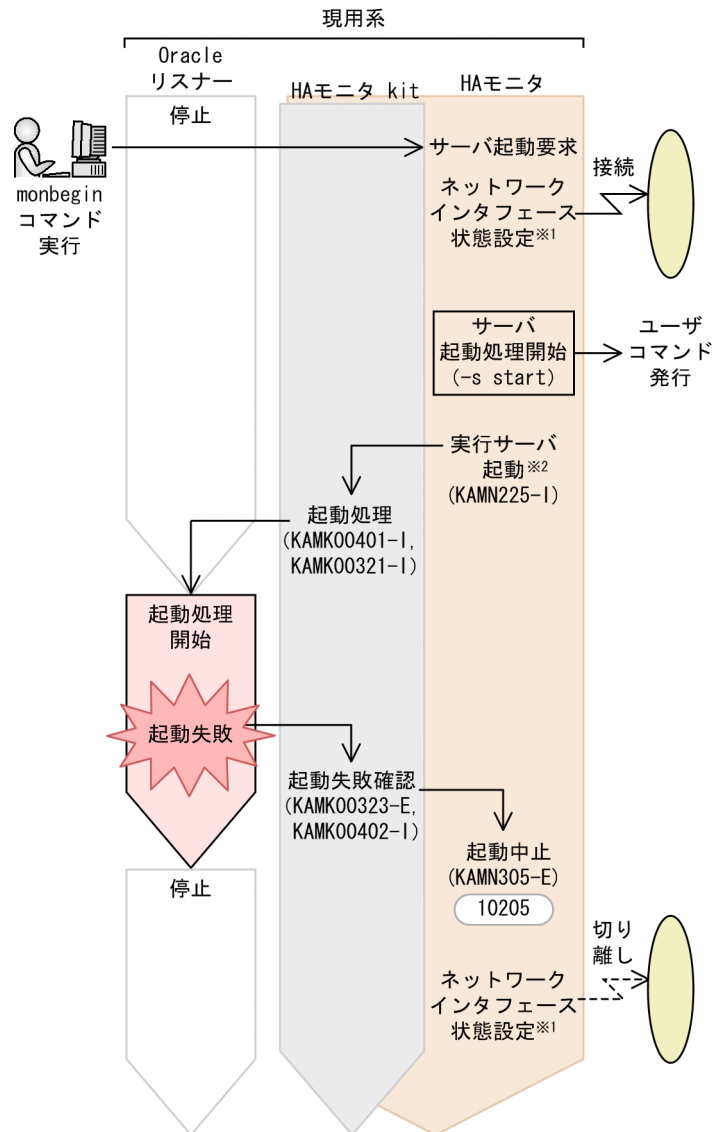 現用系
Oracle
リスナー
HAモニタ kit
HAモニタ
停止
サーバ起動要求
monbegin
コマンド
実行
ネットワーク
インタフェース
状態設定※1
接続
サーバ
起動処理開始
(-s start)
ユーザ
コマンド
発行
実行サーバ
起動※2
(KAMN225-I)
起動処理
(KAMK00401-I,
KAMK00321-I)
起動処理
開始
起動失敗
起動失敗確認
(KAMK00323-E,
KAMK00402-I)
起動中止
(KAMN305-E)
10205
停止
切り
離し
ネットワーク
インタフェース
状態設定※1